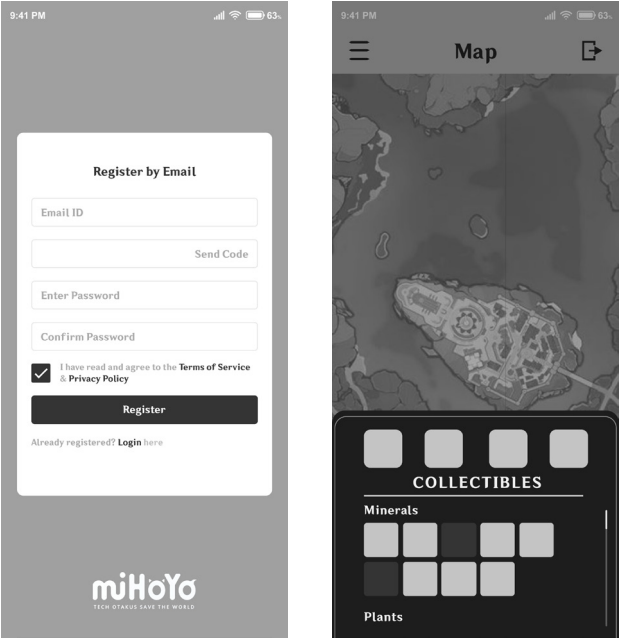 9:41 PM
63%
Register by Email
Email ID
Send Code
Enter Password
Confirm Password
I have read and agree to the Terms of Service
& Privacy Policy
Register
Already registered? Login here
miHoYo
TECH OTAKUS SAVE THE WORLD
9:41 PM
63%
Map
COLLECTIBLES
Minerals
Plants